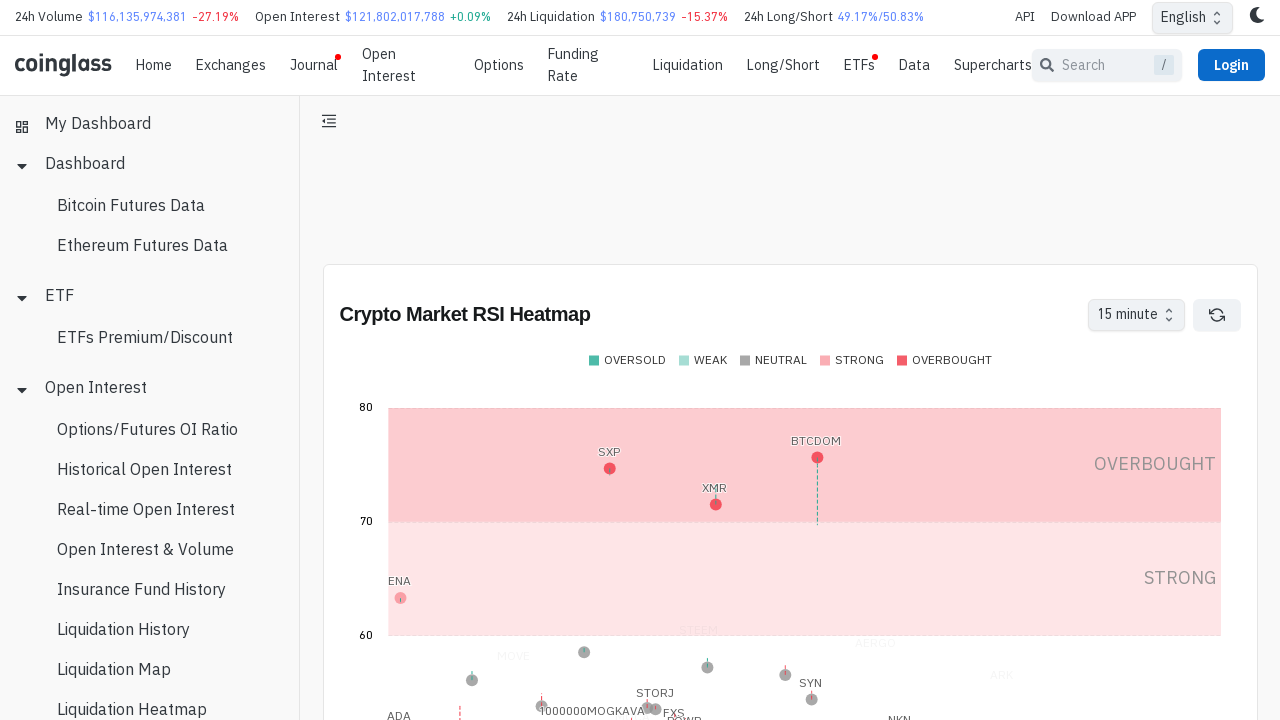 24h Volume $116,135,974,381 -27.19% Open Interest $121,802,017,788 +0.09% 24h Liquidation $180,750,739 -15.37% 24h Long/Short 49.17%/50.83% API Download APP English
coinglass Home Exchanges Journal Open Interest Options Funding Rate Liquidation Long/Short ETFs Data Supercharts Search / Login
My Dashboard
Dashboard
Bitcoin Futures Data
Ethereum Futures Data
ETF
ETFs Premium/Discount
Open Interest
Options/Futures OI Ratio
Historical Open Interest
Real-time Open Interest
Open Interest & Volume
Insurance Fund History
Liquidation History
Liquidation Map
Liquidation Heatmap
Crypto Market RSI Heatmap 15 minute
OVERSOLD WEAK NEUTRAL STRONG OVERBOUGHT
80
BTCDOM
SXP
OVERBOUGHT
XMR
70
STRONG
ENA
60
STEEM
AERGO
MOVE
ARK
SYN
STORJ
1000000MOGKAVA FXS
ADA POWR NKN